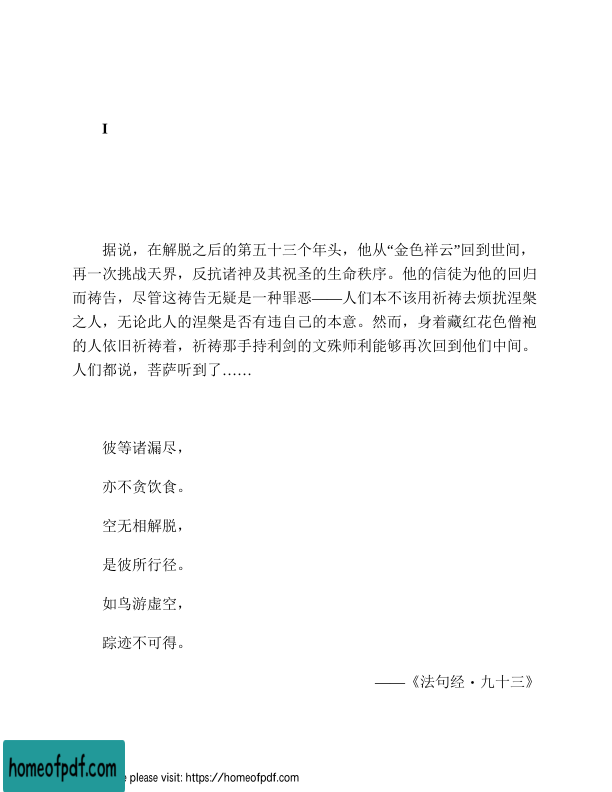 I
据说，在解脱之后的第五十三个年头，他从“金色祥云”回到世间，
再一次挑战天界，反抗诸神及其祝圣的生命秩序。他的信徒为他的回归
而祷告，尽管这祷告无疑是一种罪恶——人们本不该用祈祷去烦扰涅槃
之人，无论此人的涅槃是否有违自己的本意。然而，身着藏红花色僧袍
的人依旧祈祷着，祈祷那手持利剑的文殊师利能够再次回到他们中间。
人们都说，菩萨听到了……
彼等诸漏尽，
亦不贪饮食。
空无相解脱，
是彼所行径。
如鸟游虚空，
踪迹不可得。
——《法句经·九十三》
homeofpdf.com
e please visit: https://homeofpdf.com